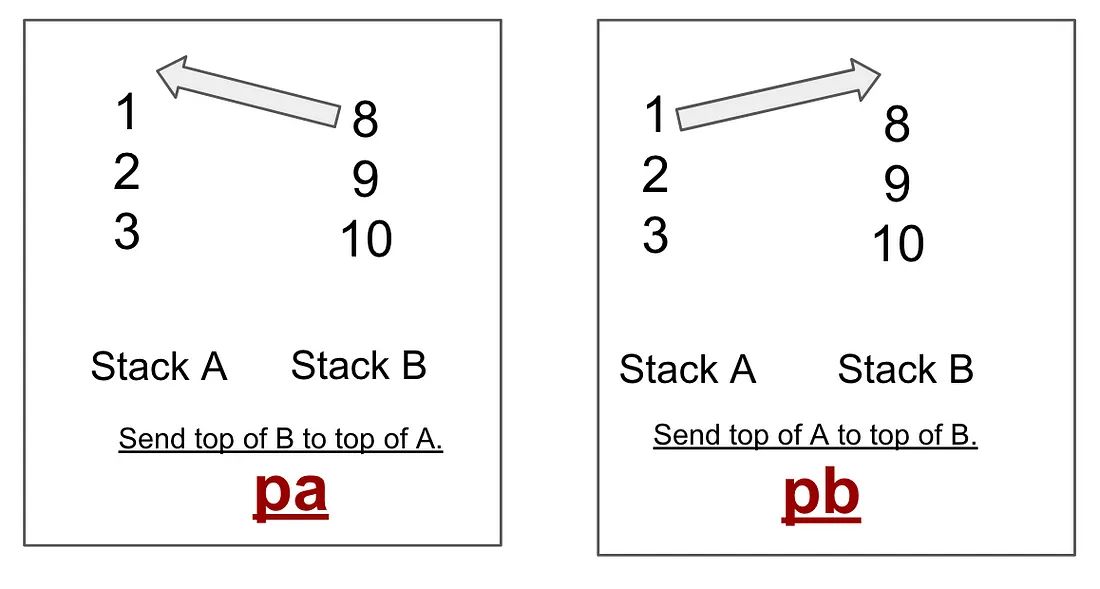 1 8
2 9
3 10
Stack A Stack B
Send top of B to top of A.
pa
1 8
2 9
3 10
Stack A Stack B
Send top of A to top of B.
pb